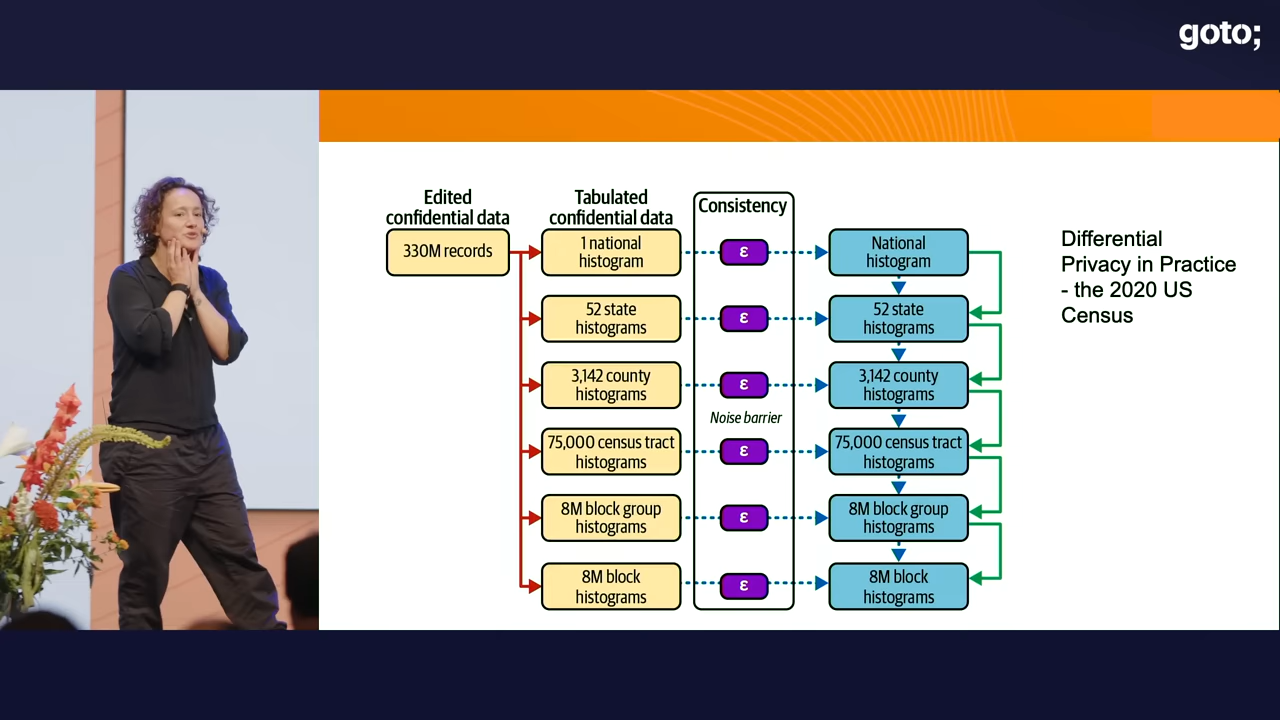 goto;
Edited
confidential data
330M records
Tabulated
confidential data
1 national
histogram
52 state
histograms
3,142 county
histograms
75,000 census tract
histograms
8M block group
histograms
8M block
histograms
Consistency
ε
ε
ε
Noise barrier
ε
ε
ε
National
histogram
52 state
histograms
3,142 county
histograms
75,000 census tract
histograms
8M block group
histograms
8M block
histograms
Differential
Privacy in Practice
- the 2020 US
Census